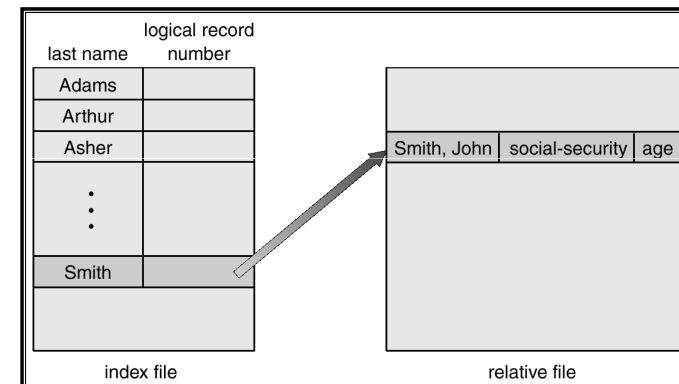 logical record
last name number
Adams
Arthur
Asher
Smith, John social-security age
Smith
index file relative file